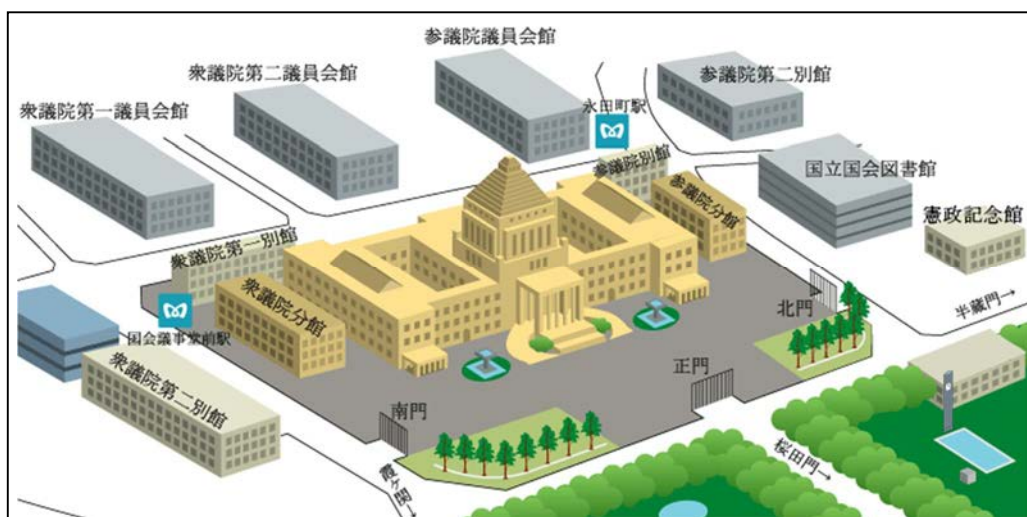 参議院議員会館
衆議院第二議員会館
参議院第二別館
衆議院第一議員会館
永田町駅
参議院別館
国立国会図書館
参議院分館
憲政記念館
衆議院第一別館
衆議院分館
北門
半蔵門→
国会議事堂前駅
衆議院第二別館
正門
南門
桜田門→
霞ヶ関→